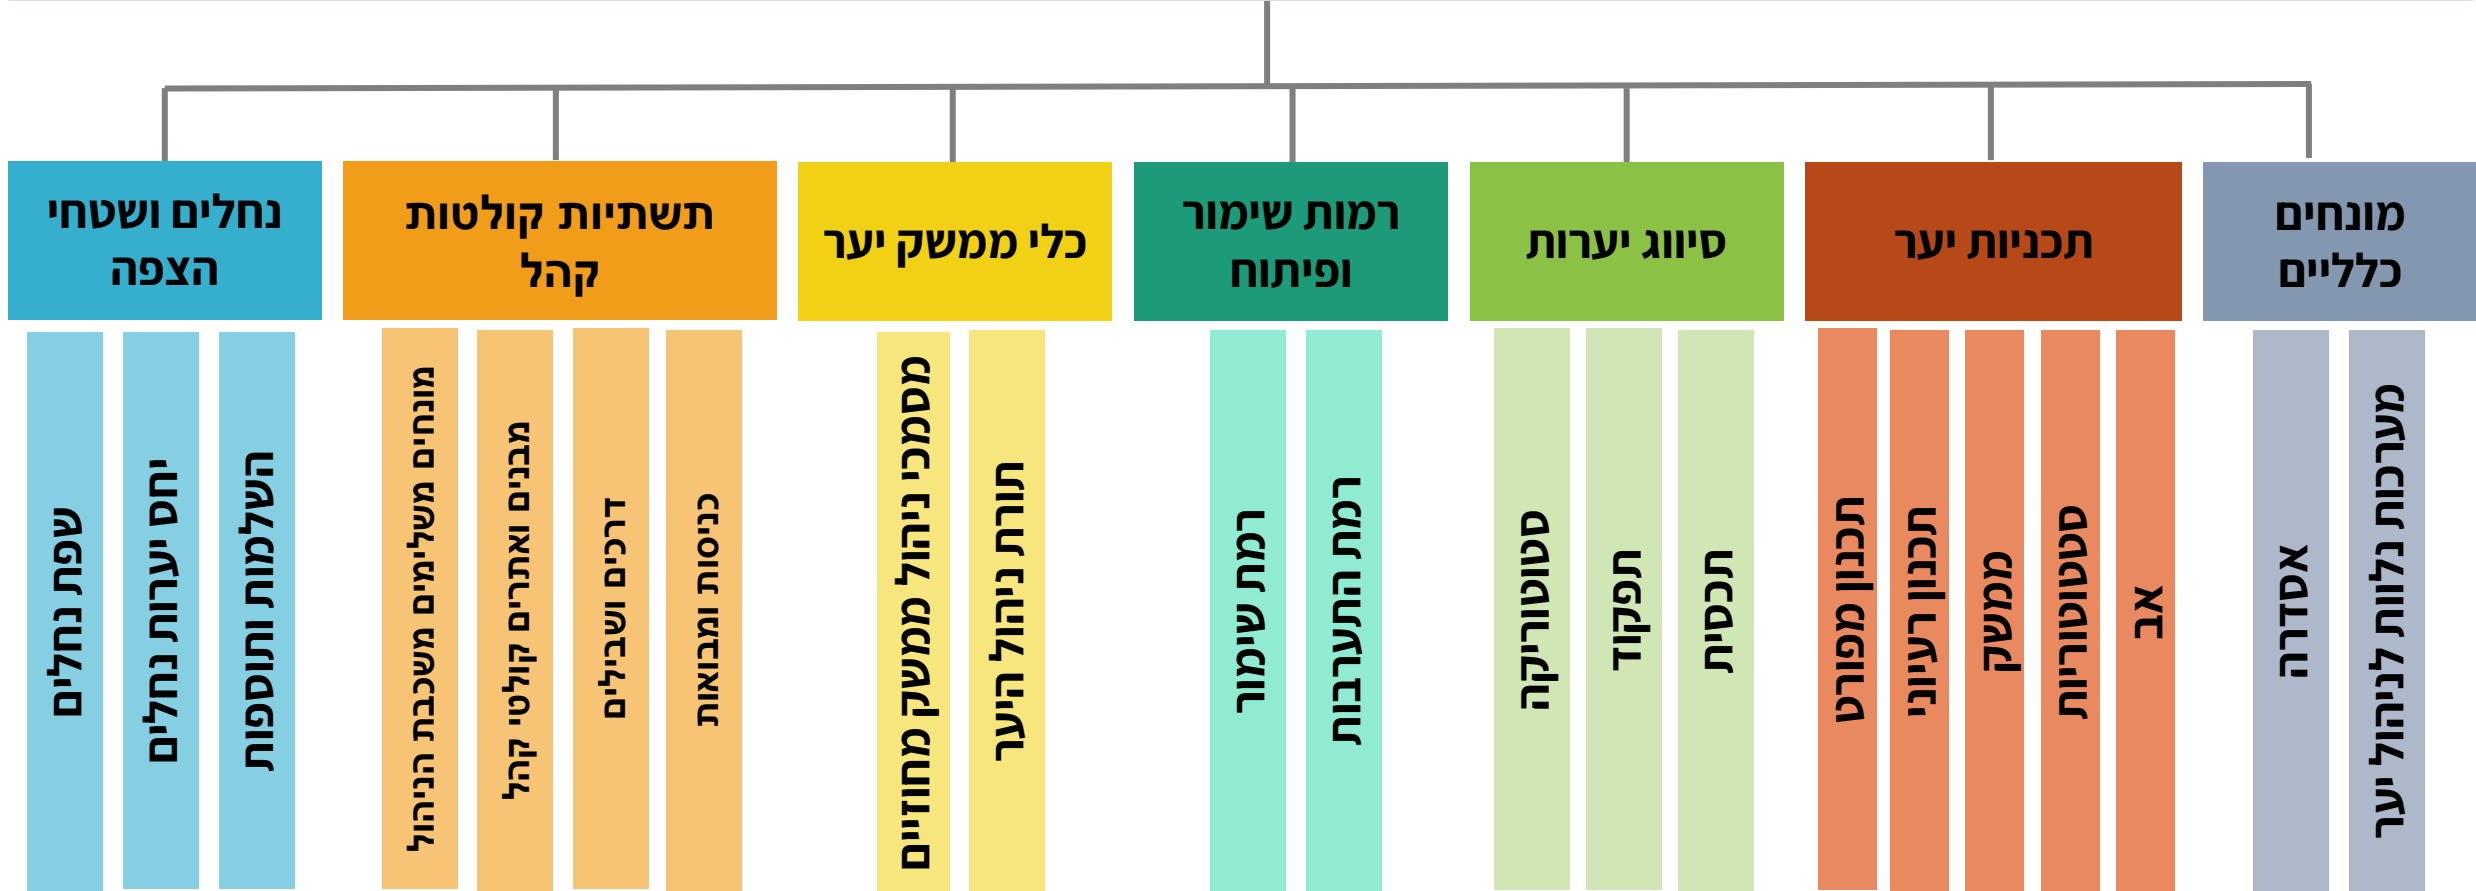 מונחים
כלליים
תכניות יער
סיווג יערות
רמות שימור
ופיתוח
כלי ממשק יער
תשתיות קולטות
קהל
נחלים ושטחי
הצפה
מערכות נלוות לניהול יער
אסדרה
אב
סטטוטוריות
ממשק
תכנון רעיוני
תכנון מפורט
תכסית
תפקוד
סטטוטוריקה
רמת התערבות
רמת שימור
תורת ניהול היער
מסמכי ניהול ממשק מחוזיים
כניסות ומבואות
דרכים ושבילים
מבנים ואתרים קולטי קהל
מונחים משלימים משכבת הניהול
השלמות ותוספות
יחס יערות נחלים
שפת נחלים